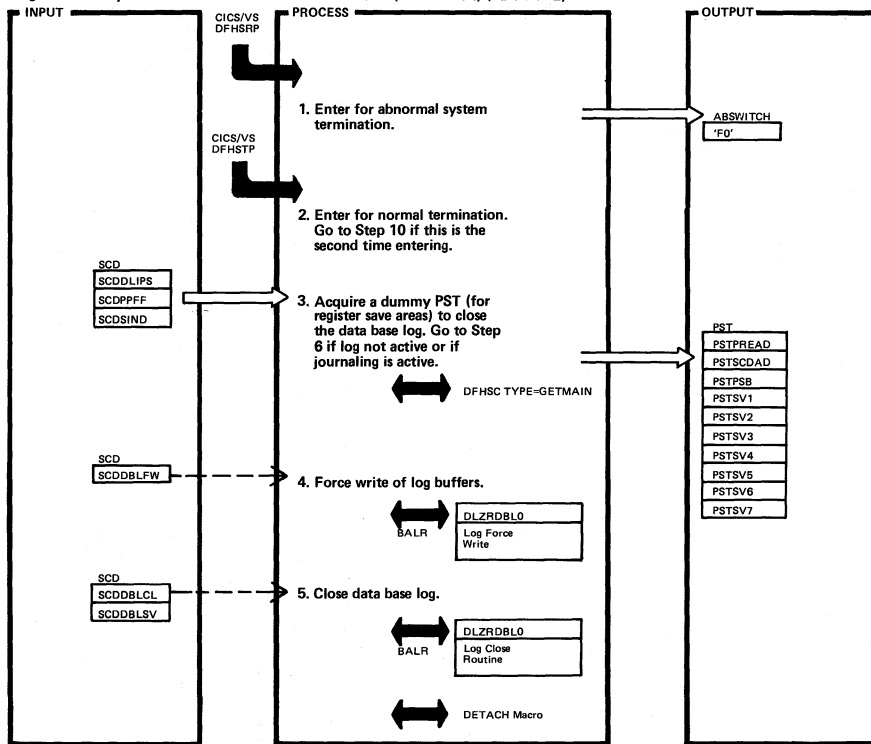 INPUT
PROCESS
OUTPUT
CICS/VS
DFHSRP
1. Enter for abnormal system
termination.
ABSWITCH
'F0'
CICS/VS
DFHSTP
2. Enter for normal termination.
Go to Step 10 if this is the
second time entering.
SCD
SCDDLIPS
SCDPPFF
SCDSIND
3. Acquire a dummy PST (for
register save areas) to close
the data base log. Go to Step
6 if log not active or if
journaling is active.
DFHSC TYPE=GETMAIN
PST
PSTPREAD
PSTSCDAD
PSTPSB
PSTSV1
PSTSV2
PSTSV3
PSTSV4
PSTSV5
PSTSV6
PSTSV7
SCD
SCDDBLFW
4. Force write of log buffers.
BALR
DLZRDBL0
Log Force
Write
SCD
SCDDBLCL
SCDDBLSV
5. Close data base log.
BALR
DLZRDBL0
Log Close
Routine
DETACH Macro